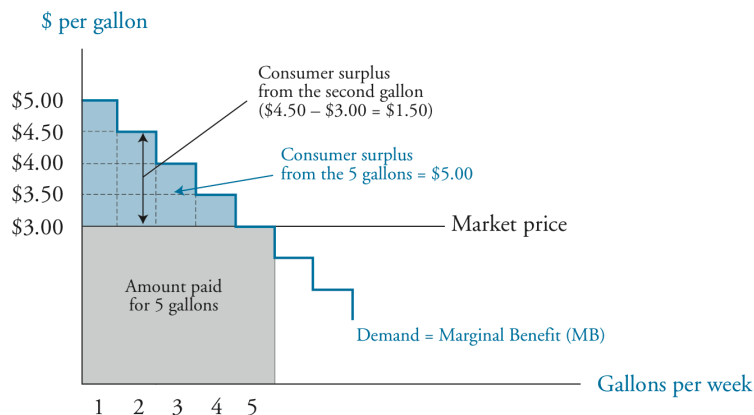 $ per gallon
Consumer surplus
from the second gallon
($4.50 – $3.00 = $1.50)
$5.00
$4.50
$4.00
$3.50
$3.00
Consumer surplus
from the 5 gallons = $5.00
Market price
Amount paid
for 5 gallons
Demand = Marginal Benefit (MB)
Gallons per week
1 2 3 4 5